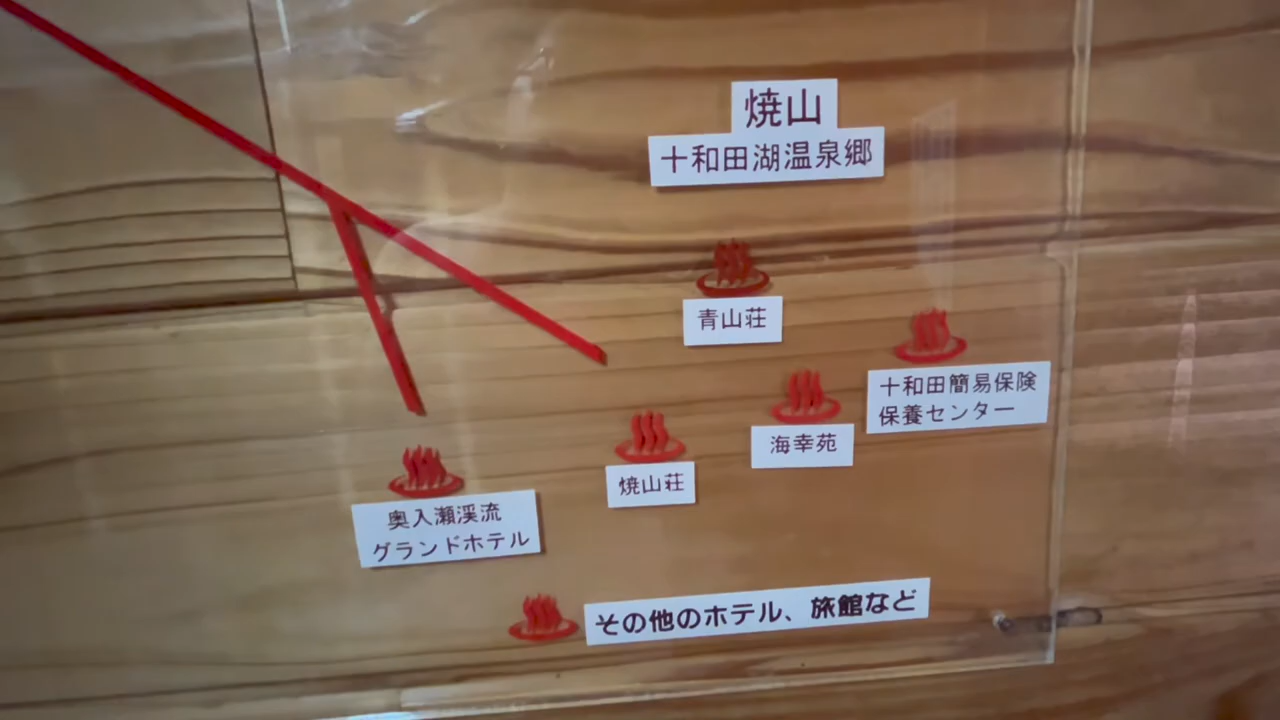 焼山
十和田湖温泉郷
青山荘
十和田簡易保険
保養センター
海幸苑
焼山荘
奥入瀬渓流
グランドホテル
その他のホテル、旅館など